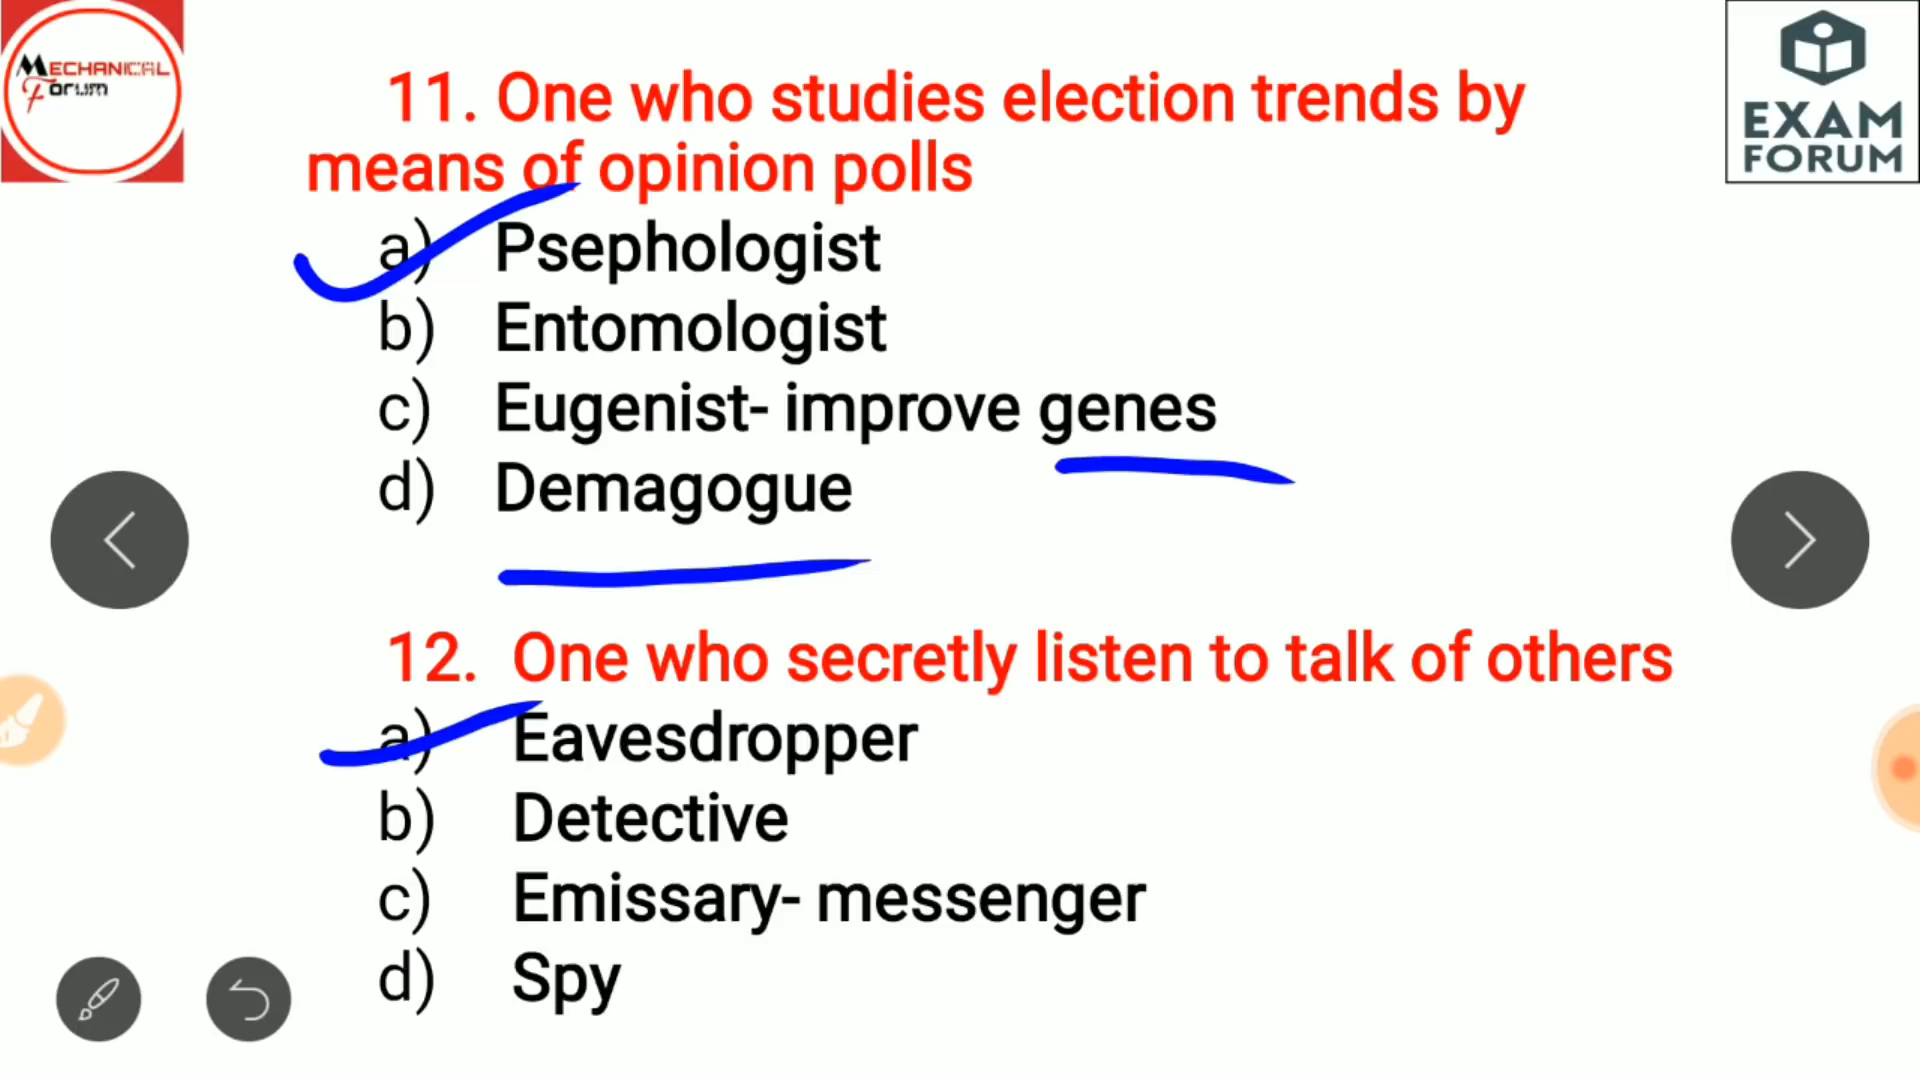 MECHANICAL
Forum
EXAM
FORUM
11. One who studies election trends by
means of opinion polls
a) Psephologist
b) Entomologist
c) Eugenist- improve genes
d) Demagogue
12. One who secretly listen to talk of others
a) Eavesdropper
b) Detective
c) Emissary- messenger
d) Spy